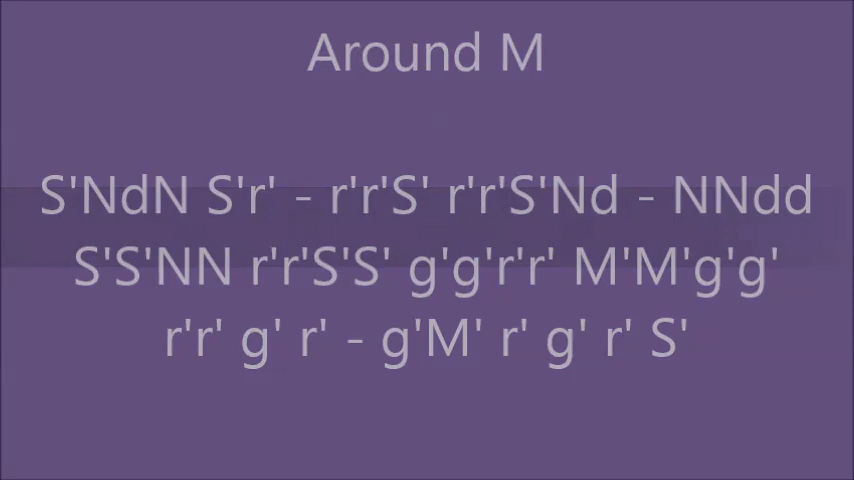 Around M
S'NdN S'r' - r'r'S' r'r'S'Nd - NNdd
S'S'NN r'r'S'S' g'g'r'r' M'M'g'g'
r'r' g' r' - g'M' r' g' r' S'